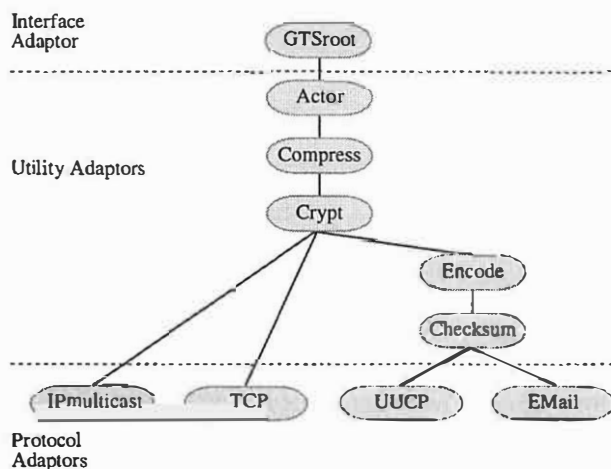 Interface
Adaptor
GTSroot
Actor
Utility Adaptors
Compress
Crypt
Encode
Checksum
IPmulticast
TCP
UUCP
EMail
Protocol
Adaptors